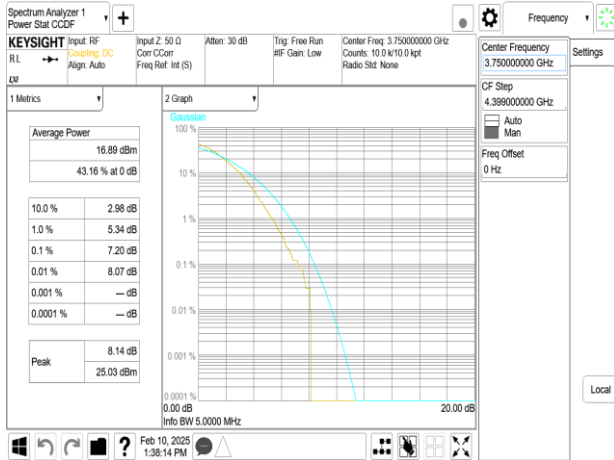 Spectrum Analyzer 1
Power Stat CCDF
+
Frequency
KEYSIGHT
RL
LXI
Input: RF
Coupling: DC
Align: Auto
Input Z: 50 Ω
Corr CCorr
Freq Ref: Int (S)
Atten: 30 dB
Trig: Free Run
#IF Gain: Low
Center Freq: 3.750000000 GHz
Counts: 10.0 k/10.0 kpt
Radio Std: None
Center Frequency
3.750000000 GHz
Settings
CF Step
4.399000000 GHz
Auto
Man
Freq Offset
0 Hz
1 Metrics
Average Power
16.89 dBm
43.16 % at 0 dB
10.0 % 2.98 dB
1.0 % 5.34 dB
0.1 % 7.20 dB
0.01 % 8.07 dB
0.001 % --- dB
0.0001 % --- dB
Peak
8.14 dB
25.03 dBm
2 Graph
Gaussian
100 %
10 %
1 %
0.1 %
0.01 %
0.001 %
0.0001 %
0.00 dB
20.00 dB
Info BW 5.0000 MHz
Local
?
Feb 10, 2025
1:38:14 PM